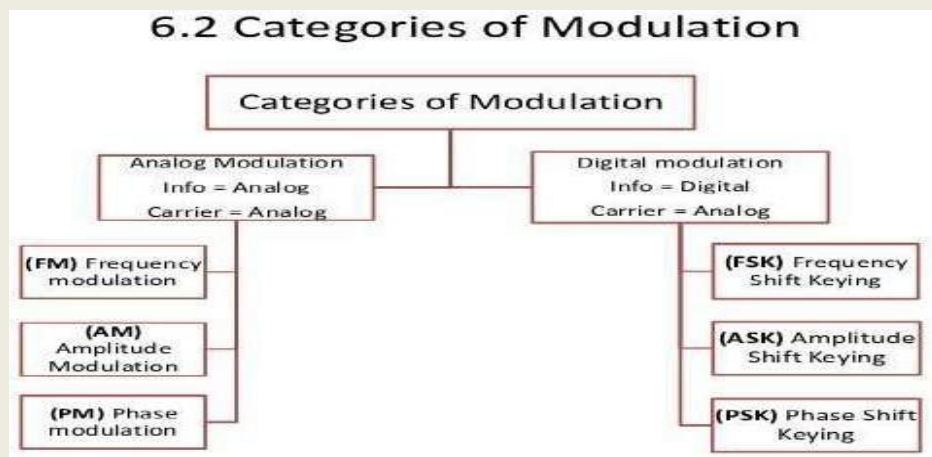 6.2 Categories of Modulation
Categories of Modulation
Analog Modulation
Info = Analog
Carrier = Analog
Digital modulation
Info = Digital
Carrier = Analog
(FM) Frequency
modulation
(AM)
Amplitude
Modulation
(PM) Phase
modulation
(FSK) Frequency
Shift Keying
(ASK) Amplitude
Shift Keying
(PSK) Phase Shift
Keying